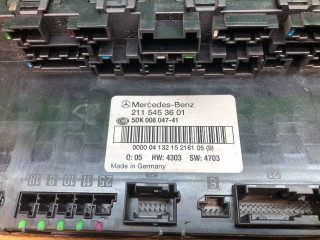 Mercedes-Benz
211 545 36 01
5DK 008 047-41
0000 04 132 15 2161 05 (9)
Q: 05 HW: 4303 SW: 4703
Made in Germany
25